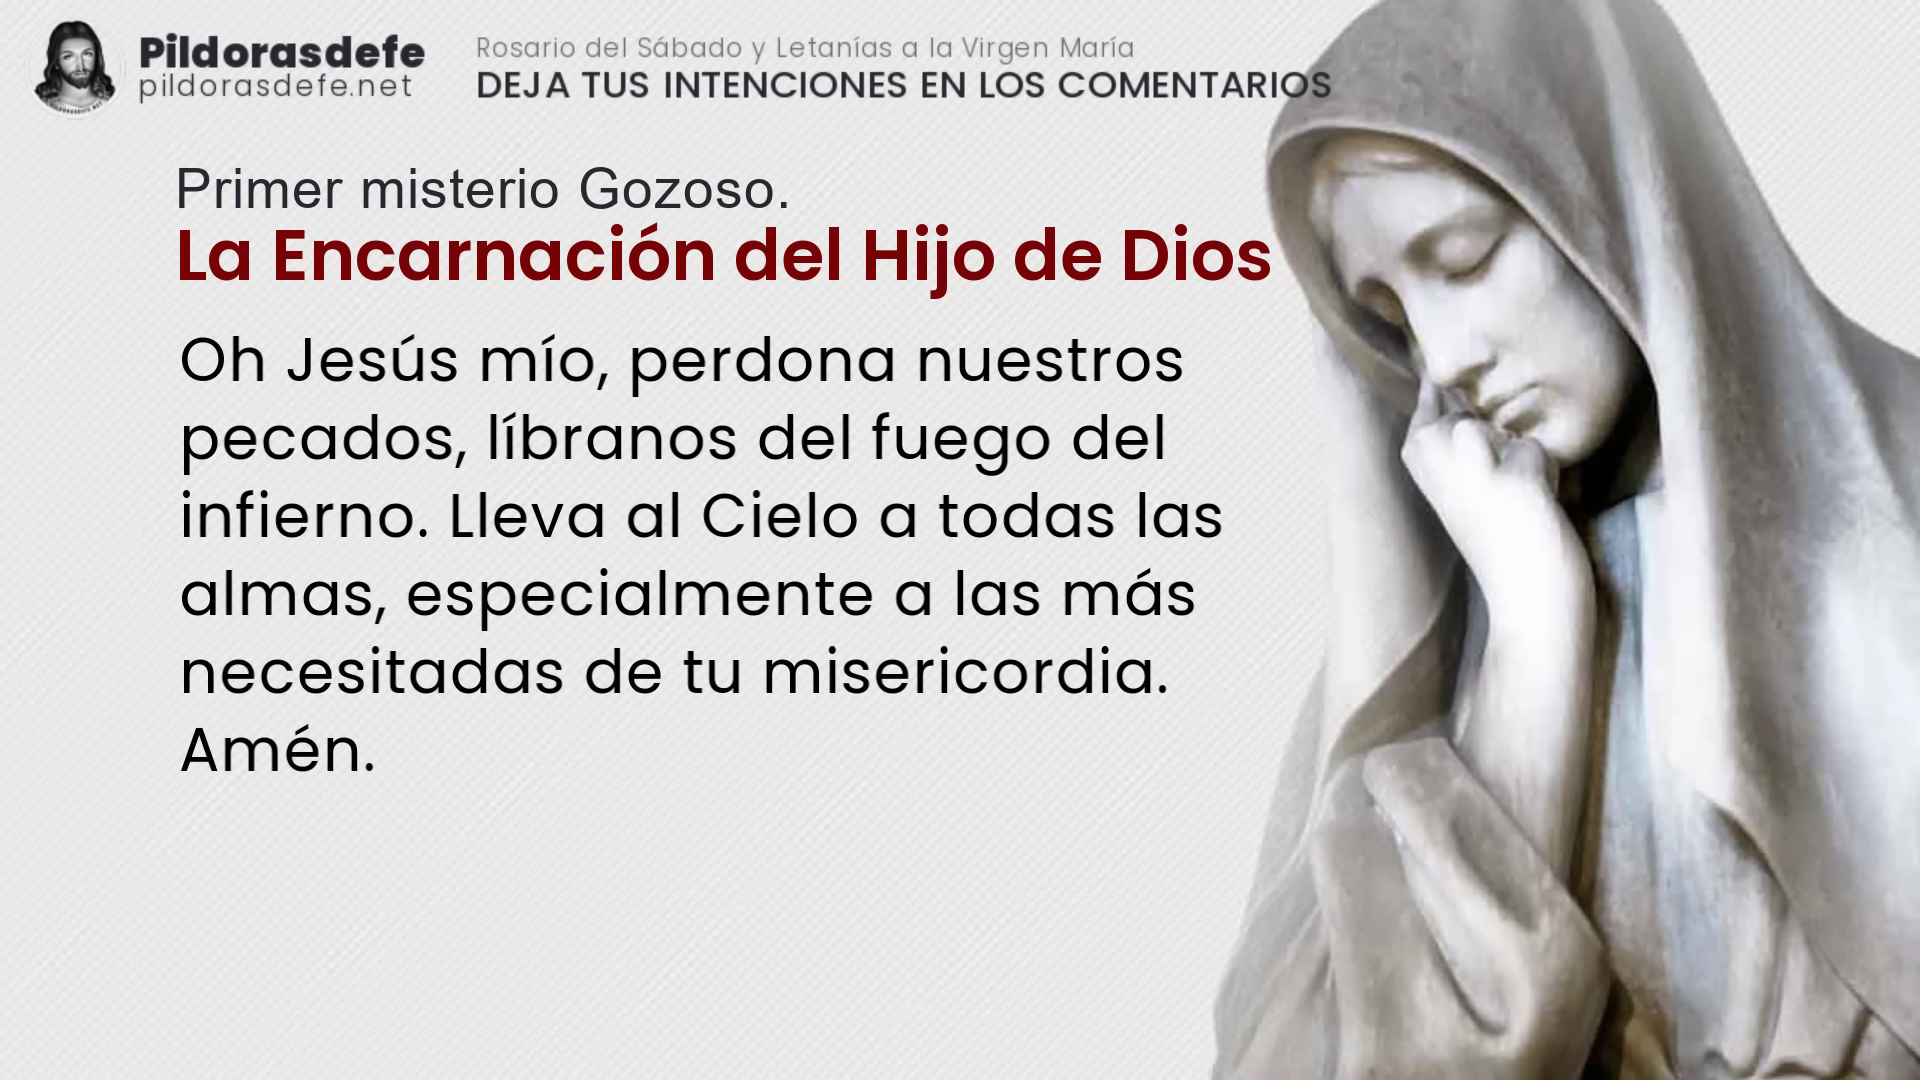 Pildorasdefe
pildorasdefe.net
Rosario del Sábado y Letanías a la Virgen María
DEJA TUS INTENCIONES EN LOS COMENTARIOS
Primer misterio Gozoso.
La Encarnación del Hijo de Dios
Oh Jesús mío, perdona nuestros
pecados, líbranos del fuego del
infierno. Lleva al Cielo a todas las
almas, especialmente a las más
necesitadas de tu misericordia.
Amén.